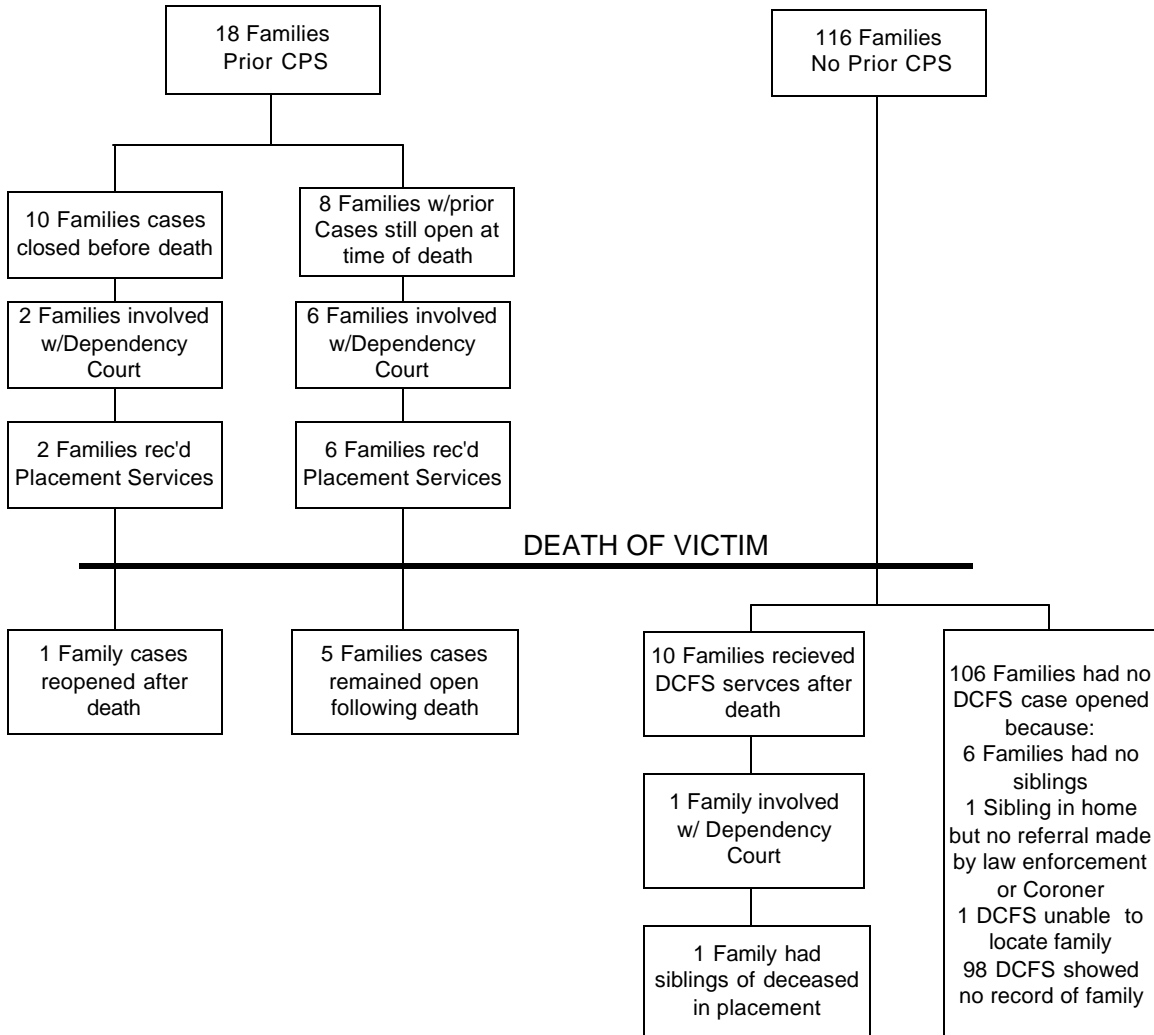 18 Families
Prior CPS
116 Families
No Prior CPS
10 Families cases
closed before death
8 Families w/prior
Cases still open at
time of death
2 Families involved
w/Dependency
Court
6 Families involved
w/Dependency
Court
2 Families rec'd
Placement Services
6 Families rec'd
Placement Services
DEATH OF VICTIM
1 Family cases
reopened after
death
5 Families cases
remained open
following death
10 Families recieved
DCFS servces after
death
1 Family involved
w/ Dependency
Court
1 Family had
siblings of deceased
in placement
106 Families had no
DCFS case opened
because:
6 Families had no
siblings
1 Sibling in home
but no referral made
by law enforcement
or Coroner
1 DCFS unable to
locate family
98 DCFS showed
no record of family